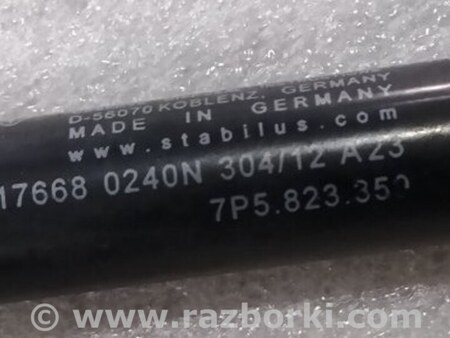 D-56070 KOBLENZ, GERMANY
MADE IN GERMANY
www.stabilus.com
17668 0240N 304/12 A23
7P5.823.359
© www.razborki.com